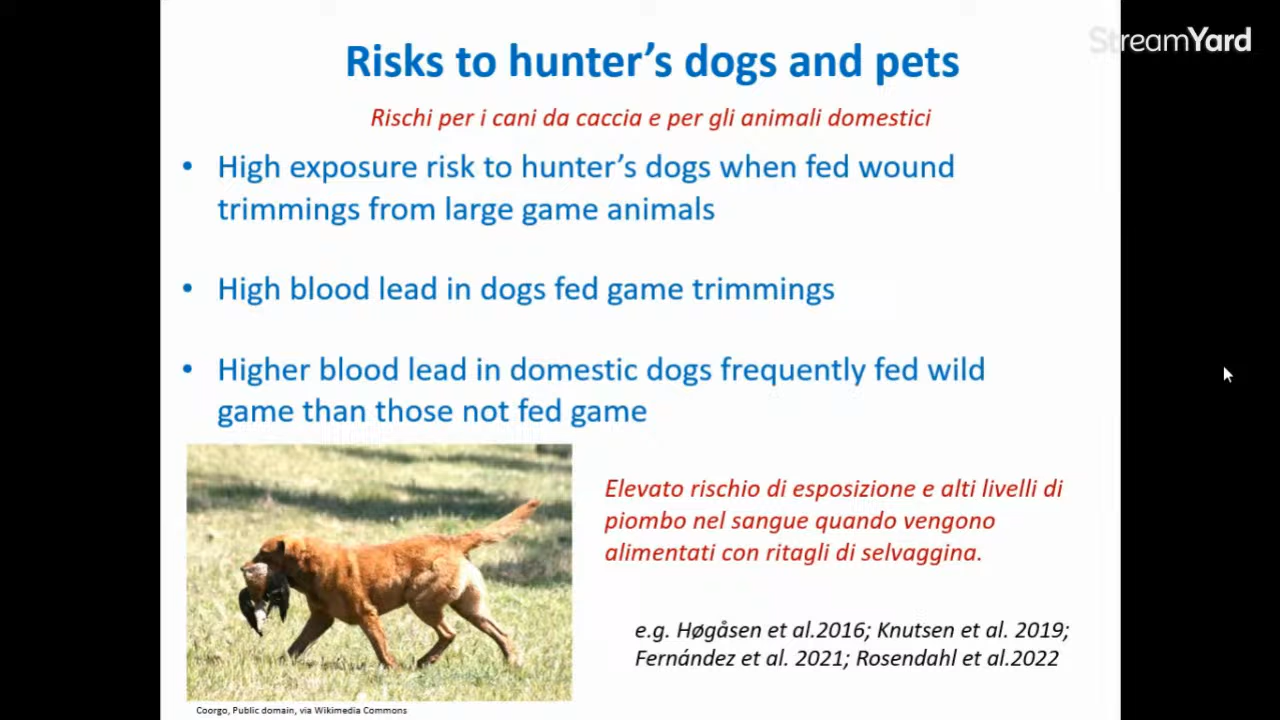 StreamYard
Risks to hunter's dogs and pets
Rischi per i cani da caccia e per gli animali domestici
• High exposure risk to hunter's dogs when fed wound
trimmings from large game animals
• High blood lead in dogs fed game trimmings
• Higher blood lead in domestic dogs frequently fed wild
game than those not fed game
Elevato rischio di esposizione e alti livelli di
piombo nel sangue quando vengono
alimentati con ritagli di selvaggina.
e.g. Høgåsen et al.2016; Knutsen et al. 2019;
Fernández et al. 2021; Rosendahl et al.2022
Coorgo, Public domain, via Wikimedia Commons